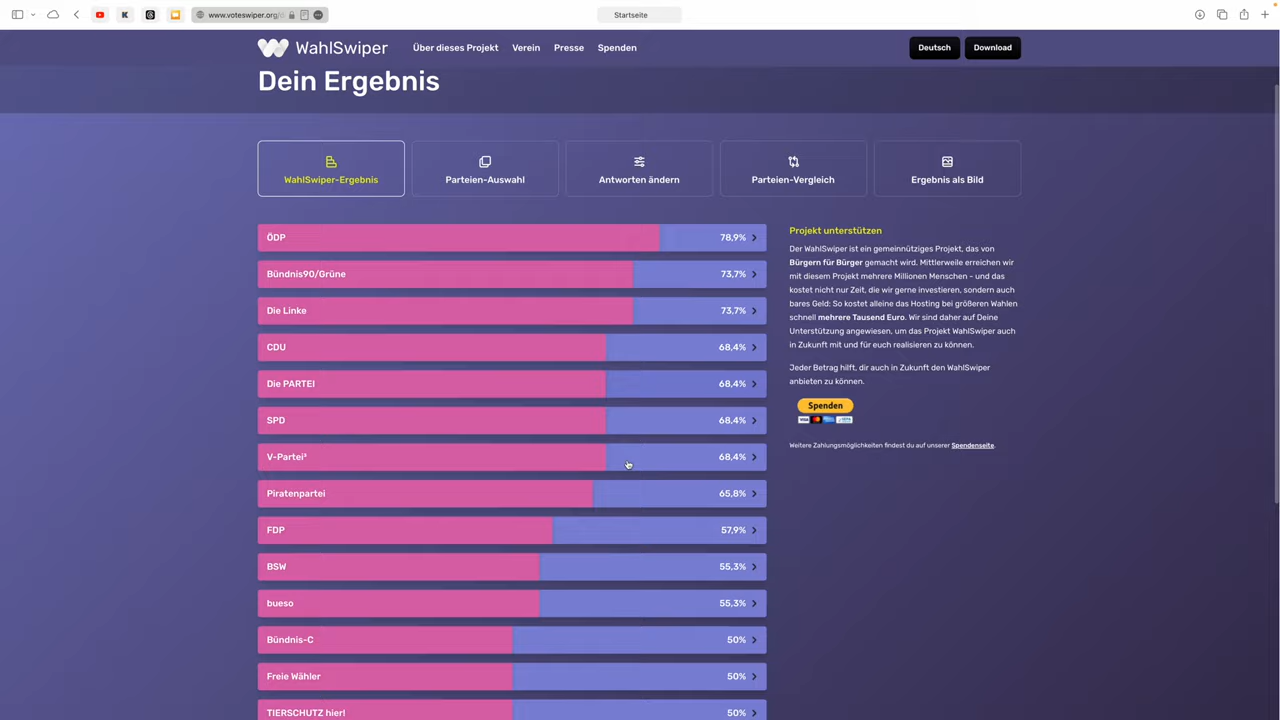 www.voteswiper.org/
Startseite
WahlSwiper
Über dieses Projekt
Verein
Presse
Spenden
Deutsch
Download
Dein Ergebnis
WahlSwiper-Ergebnis
Parteien-Auswahl
Antworten ändern
Parteien-Vergleich
Ergebnis als Bild
ÖDP 78,9%
Bündnis90/Grüne 73,7%
Die Linke 73,7%
CDU 68,4%
Die PARTEI 68,4%
SPD 68,4%
V-Partei³ 68,4%
Piratenpartei 65,8%
FDP 57,9%
BSW 55,3%
bueso 55,3%
Bündnis-C 50%
Freie Wähler 50%
TIERSCHUTZ hier! 50%
Projekt unterstützen
Der WahlSwiper ist ein gemeinnütziges Projekt, das von
Bürgern für Bürger gemacht wird. Mittlerweile erreichen wir
mit diesem Projekt mehrere Millionen Menschen - und das
kostet nicht nur Zeit, die wir gerne investieren, sondern auch
bares Geld: So kostet alleine das Hosting bei größeren Wahlen
schnell mehrere Tausend Euro. Wir sind daher auf Deine
Unterstützung angewiesen, um das Projekt WahlSwiper auch
in Zukunft mit und für euch realisieren zu können.
Jeder Betrag hilft, dir auch in Zukunft den WahlSwiper
anbieten zu können.
Spenden
Weitere Zahlungsmöglichkeiten findest du auf unserer Spendenseite.